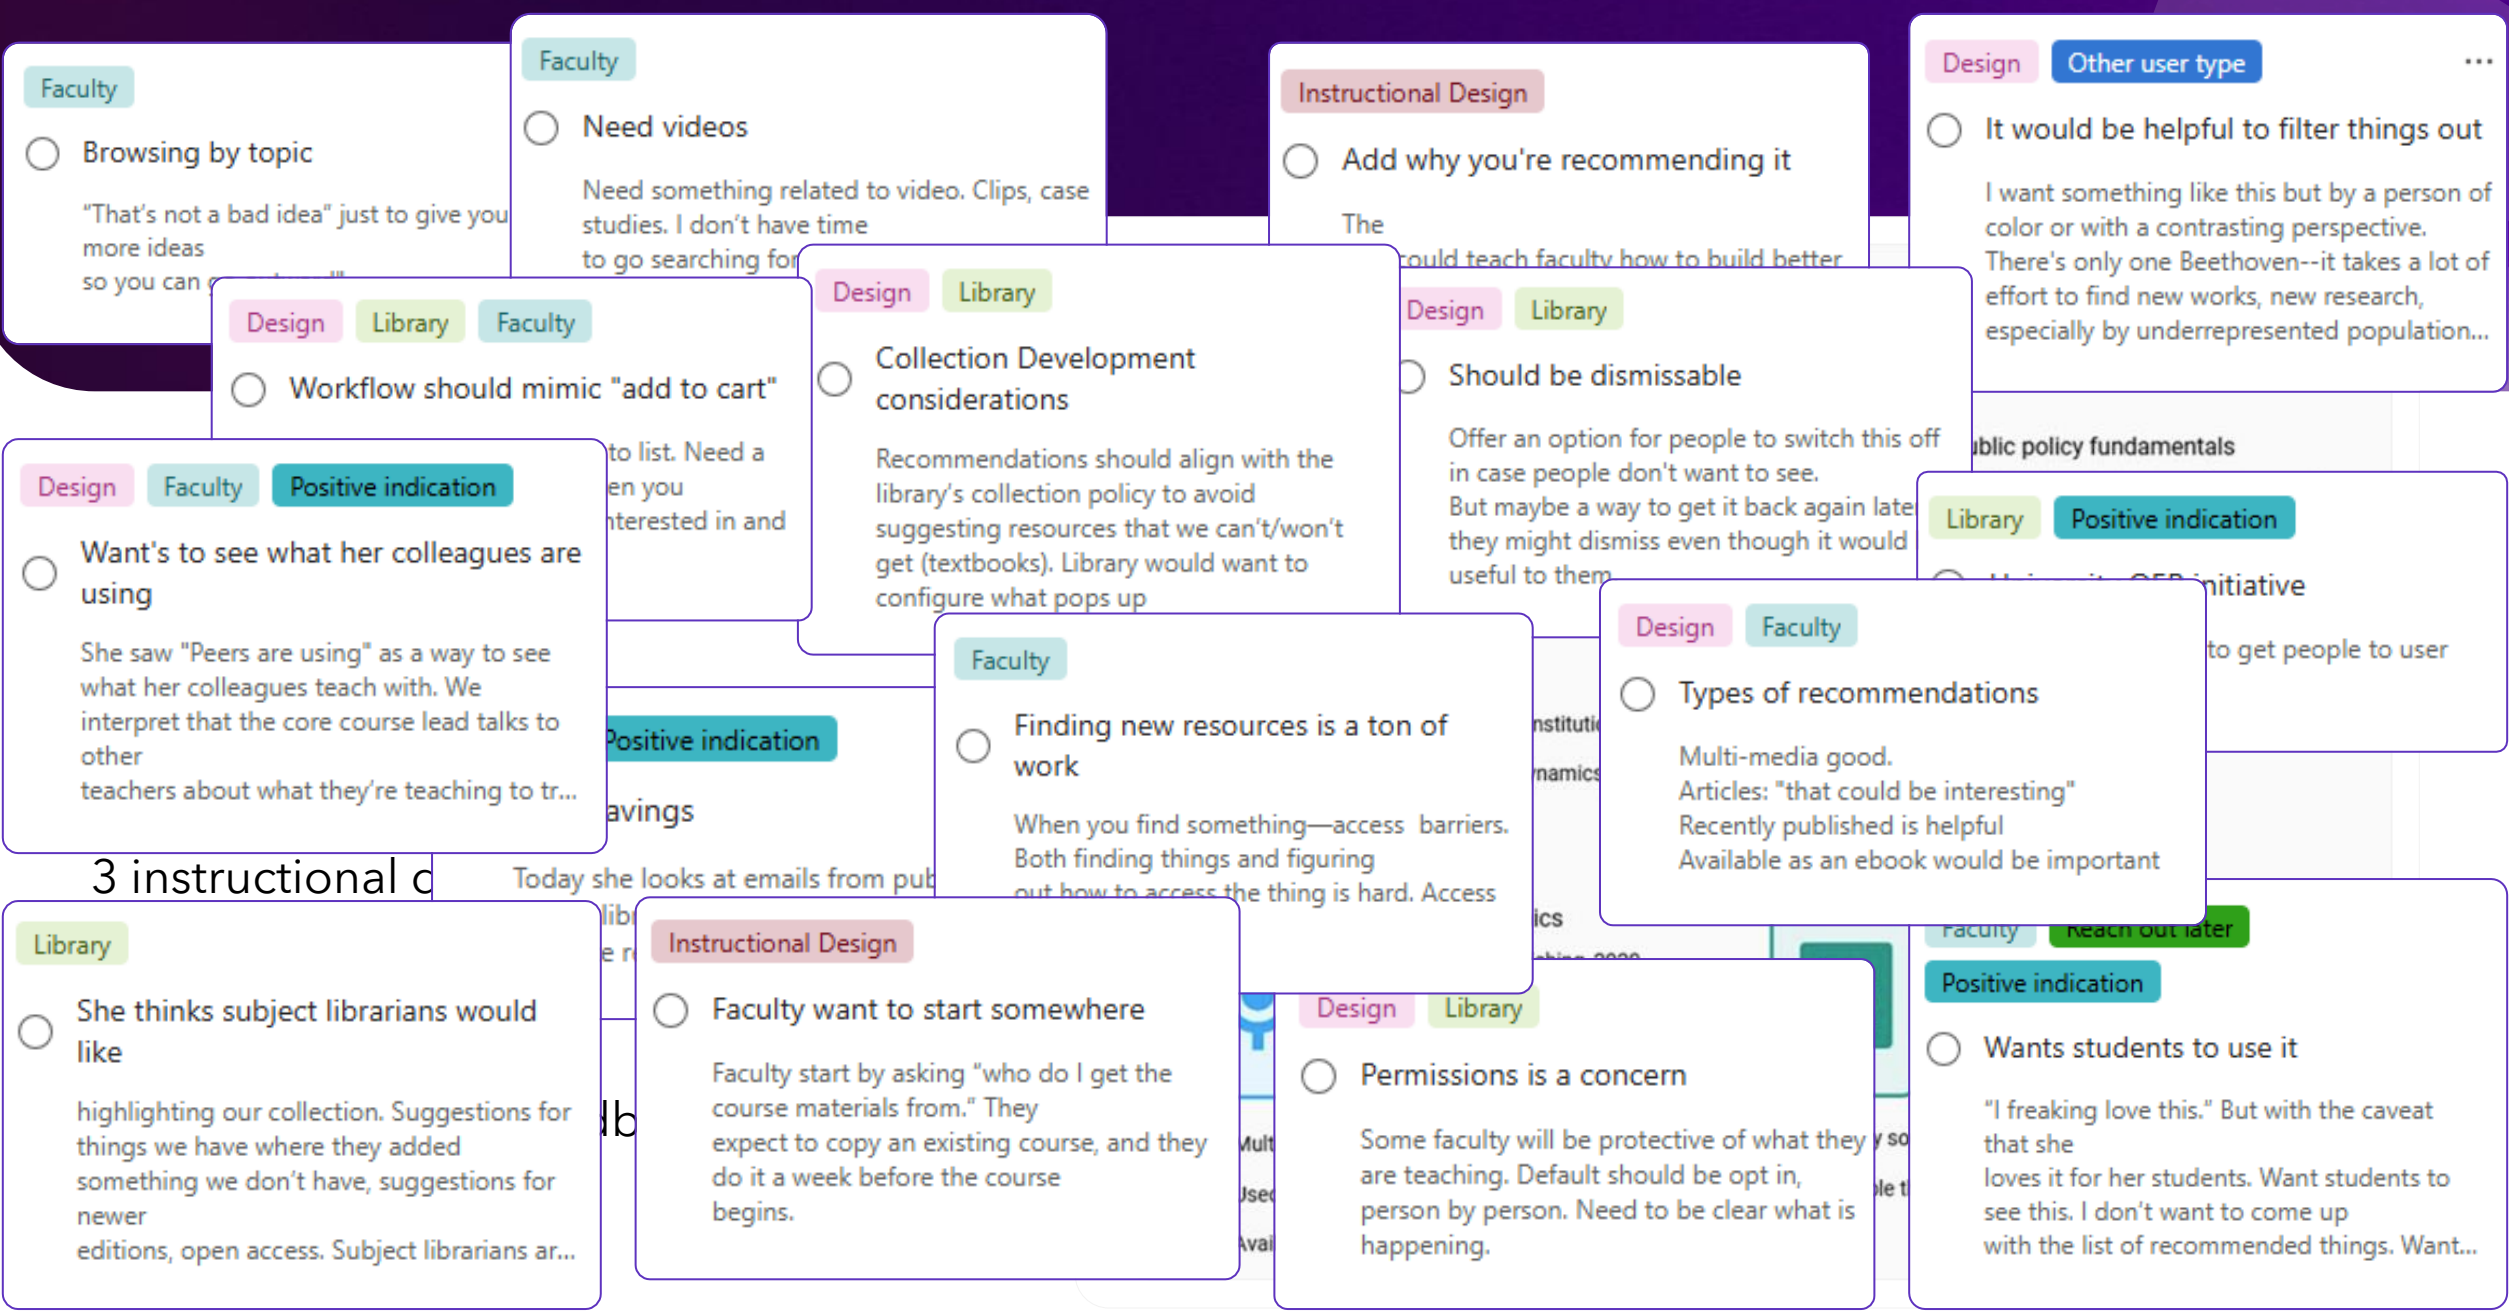 Faculty
Browsing by topic
"That's not a bad idea" just to give you
more ideas
so you can
Faculty
Need videos
Need something related to video. Clips, case
studies. I don't have time
to go searching for
Instructional Design
Add why you're recommending it
The
could teach faculty how to build better
Design Other user type ...
It would be helpful to filter things out
I want something like this but by a person of
color or with a contrasting perspective.
There's only one Beethoven--it takes a lot of
effort to find new works, new research,
especially by underrepresented population...
Design Library Faculty
Workflow should mimic "add to cart"
to list. Need a
en you
nterested in and
Design Library
Collection Development
considerations
Recommendations should align with the
library's collection policy to avoid
suggesting resources that we can't/won't
get (textbooks). Library would want to
configure what pops up
Design Library
Should be dismissable
Offer an option for people to switch this off
in case people don't want to see.
But maybe a way to get it back again late
they might dismiss even though it would
useful to them
ublic policy fundamentals
Library Positive indication
nitiative
to get people to user
Design Faculty Positive indication
Want's to see what her colleagues are
using
She saw "Peers are using" as a way to see
what her colleagues teach with. We
interpret that the core course lead talks to
other
teachers about what they're teaching to tr...
Positive indication
avings
Today she looks at emails from pub
libr
e r
Faculty
Finding new resources is a ton of
work
When you find something—access barriers.
Both finding things and figuring
out how to access the thing is hard. Access
nstitutio
namics
ics
Design Faculty
Types of recommendations
Multi-media good.
Articles: "that could be interesting"
Recently published is helpful
Available as an ebook would be important
3 instructional d
Library
She thinks subject librarians would
like
highlighting our collection. Suggestions for
things we have where they added
something we don't have, suggestions for
newer
editions, open access. Subject librarians ar...
db
Instructional Design
Faculty want to start somewhere
Faculty start by asking "who do I get the
course materials from." They
expect to copy an existing course, and they
do it a week before the course
begins.
Mult
Used
Avai
Design Library
Permissions is a concern
Some faculty will be protective of what they
are teaching. Default should be opt in,
person by person. Need to be clear what is
happening.
y so
le t
Faculty Reach out later
Positive indication
Wants students to use it
"I freaking love this." But with the caveat
that she
loves it for her students. Want students to
see this. I don't want to come up
with the list of recommended things. Want...